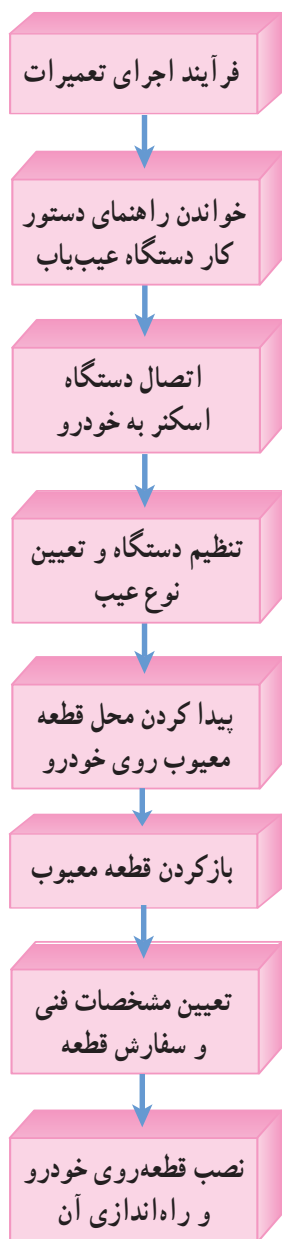 فرآیند اجرای تعمیرات
خواندن راهنمای دستور
کار دستگاه عیب‌یاب
اتصال دستگاه
اسکنر به خودرو
تنظیم دستگاه و تعیین
نوع عیب
پیدا کردن محل قطعه
معیوب روی خودرو
بازکردن قطعه معیوب
تعیین مشخصات فنی
و سفارش قطعه
نصب قطعه‌روی خودرو
و راه‌اندازی آن